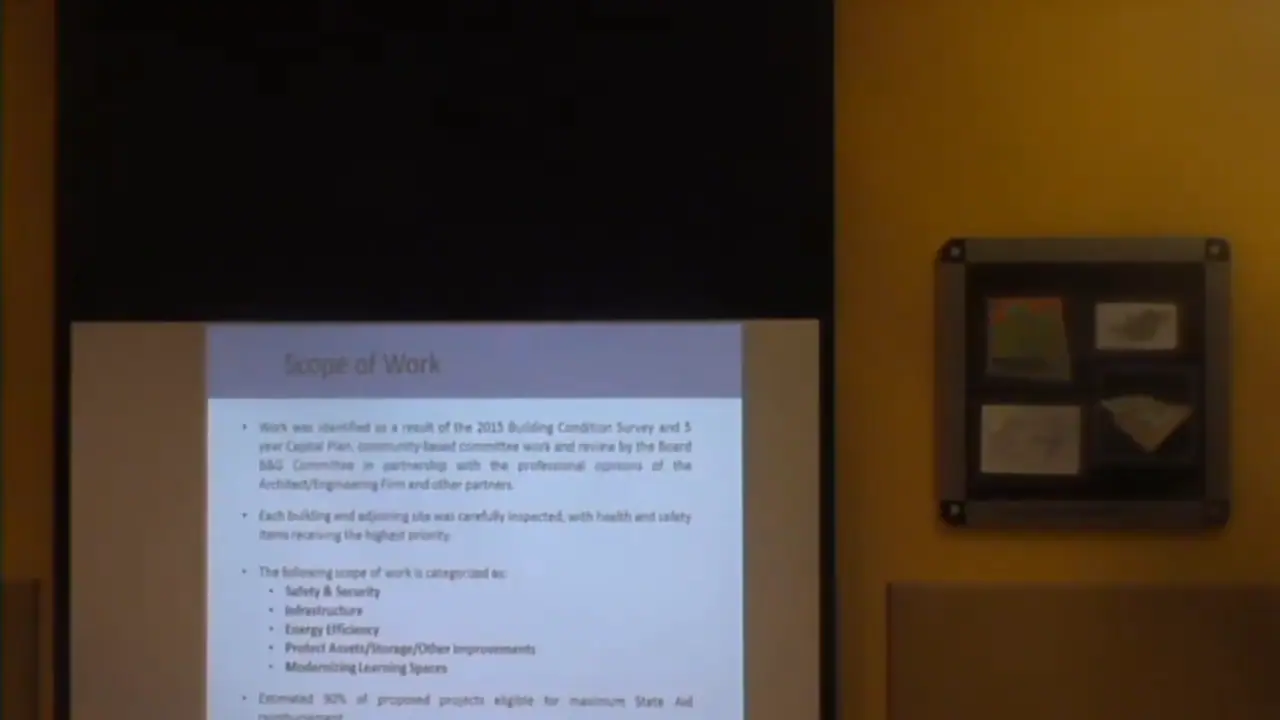 Scope of Work
• Work was identified as a result of the 2015 Building Condition Survey and 5
year Capital Plan, community-based committee work and review by the Board
B&G Committee in partnership with the professional opinions of the
Architect/Engineering Firm and other partners.
• Each building and adjoining site was carefully inspected, with health and safety
items receiving the highest priority.
• The following scope of work is categorized as:
• Safety & Security
• Infrastructure
• Energy Efficiency
• Protect Assets/Storage/Other Improvements
• Modernizing Learning Spaces
• Estimated 90% of proposed projects eligible for maximum State Aid
reimbursement